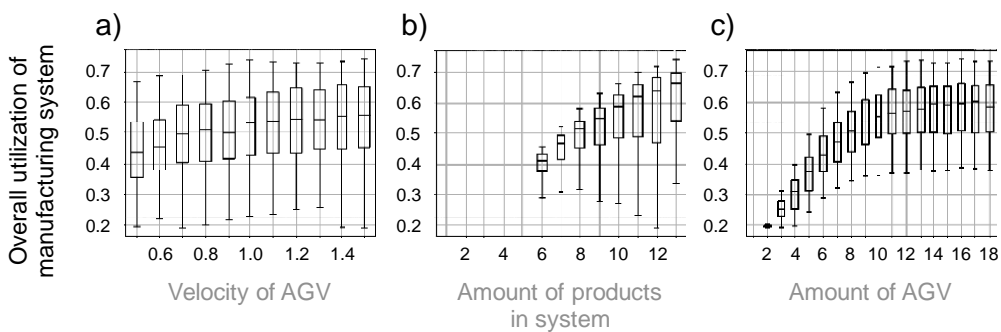 a) b) c)
Overall utilization of
manufacturing system
0.7 0.7 0.7
0.6 0.6 0.6
0.5 0.5 0.5
0.4 0.4 0.4
0.3 0.3 0.3
0.2 0.2 0.2
0.6 0.8 1.0 1.2 1.4 2 4 6 8 10 12 2 4 6 8 10 12 14 16 18
Velocity of AGV Amount of products Amount of AGV
in system